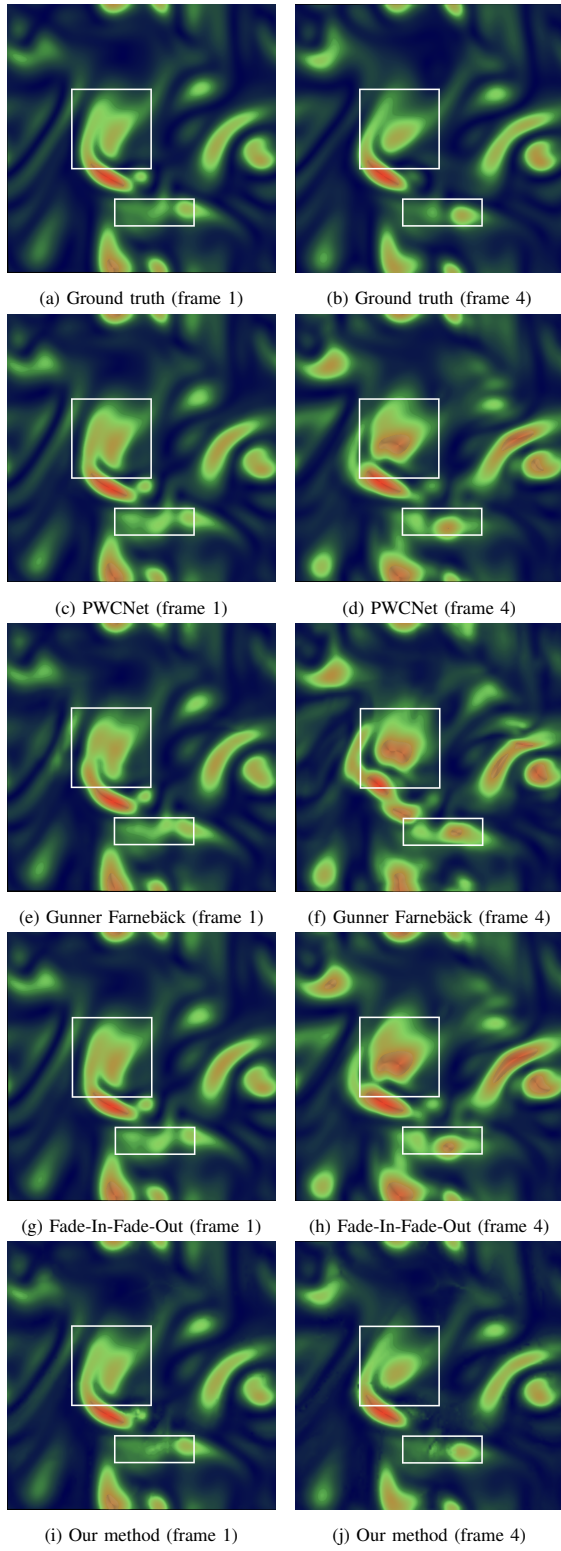 (a) Ground truth (frame 1)
(b) Ground truth (frame 4)
(c) PWCNet (frame 1)
(d) PWCNet (frame 4)
(e) Gunner Farnebäck (frame 1)
(f) Gunner Farnebäck (frame 4)
(g) Fade-In-Fade-Out (frame 1)
(h) Fade-In-Fade-Out (frame 4)
(i) Our method (frame 1)
(j) Our method (frame 4)